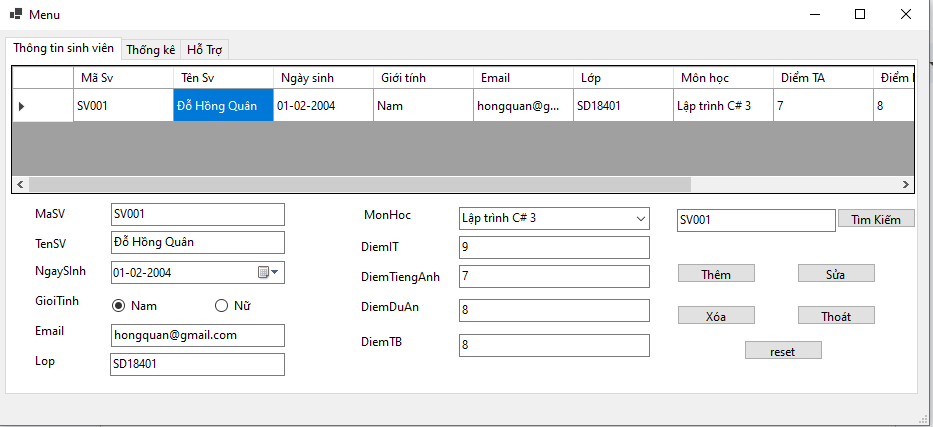 Menu
Thông tin sinh viên Thống kê Hỗ Trợ
Mã Sv Tên Sv Ngày sinh Giới tính Email Lớp Môn học Điểm TA Điểm
SV001 Đỗ Hồng Quân 01-02-2004 Nam hongquan@g... SD18401 Lập trình C# 3 7 8
MaSV SV001
TenSV Đỗ Hồng Quân
NgaySInh 01-02-2004
GioiTinh Nam Nữ
Email hongquan@gmail.com
Lop SD18401
MonHoc Lập trình C# 3
DiemIT 9
DiemTiengAnh 7
DiemDuAn 8
DiemTB 8
SV001 Tìm Kiếm
Thêm Sửa
Xóa Thoát
reset